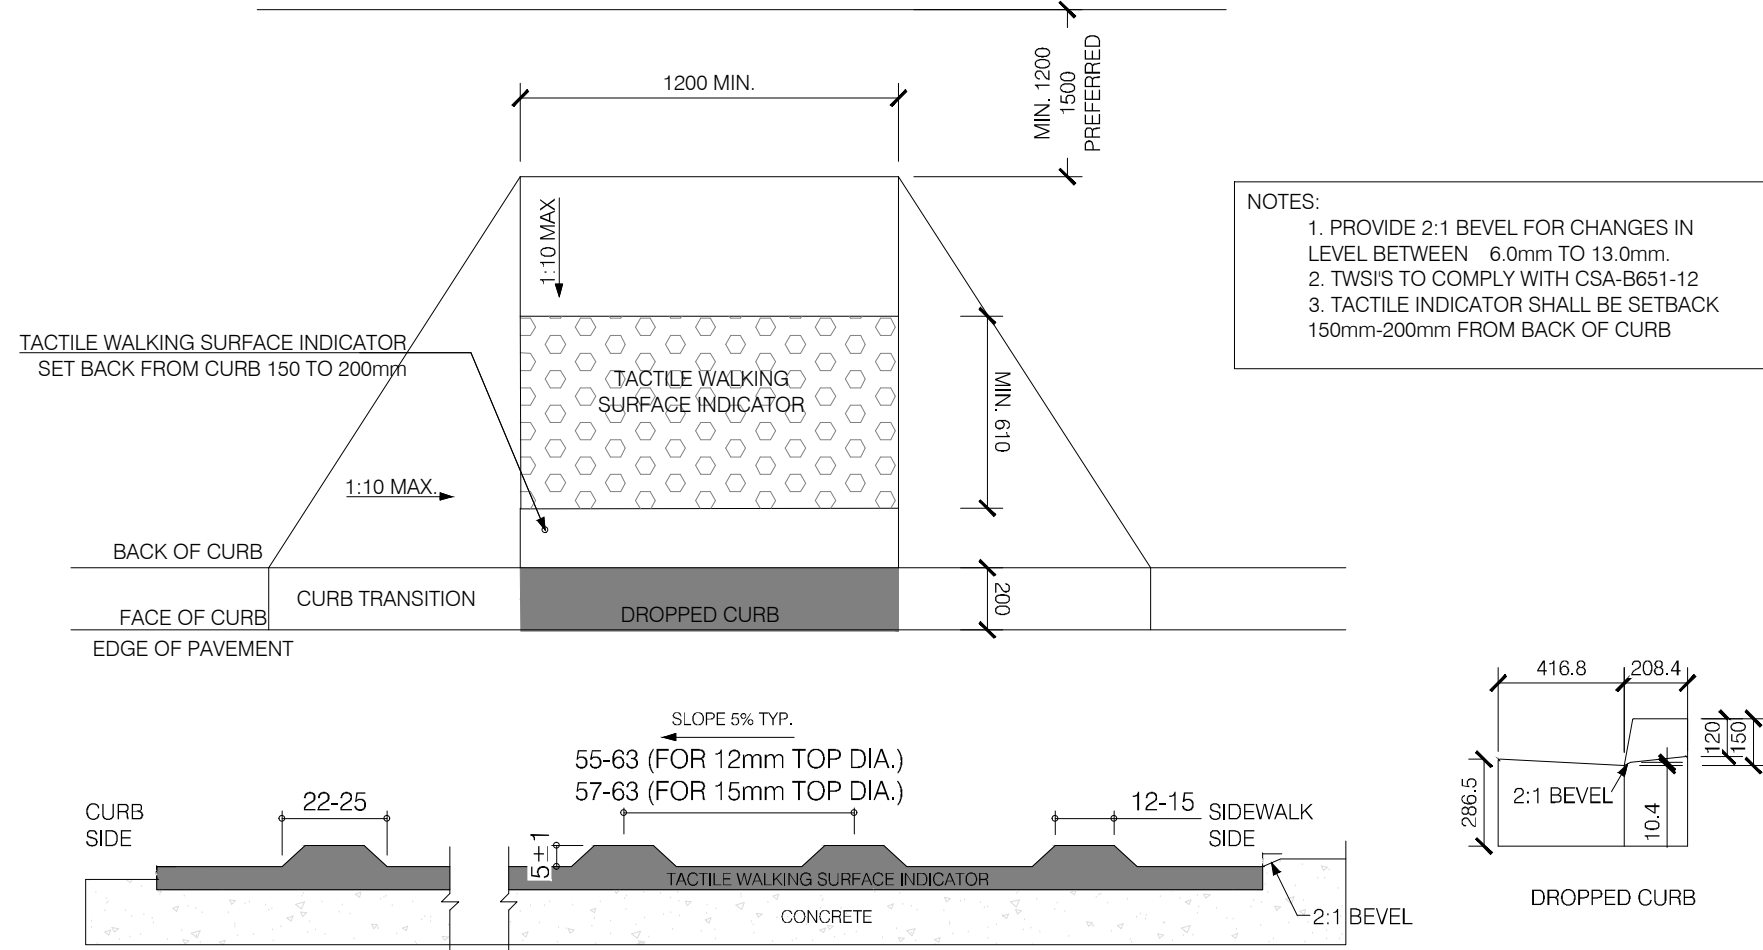 1200 MIN.
MIN. 1200
1500
PREFERRED
1:10 MAX
NOTES:
1. PROVIDE 2:1 BEVEL FOR CHANGES IN
LEVEL BETWEEN 6.0mm TO 13.0mm.
2. TWSI'S TO COMPLY WITH CSA-B651-12
3. TACTILE INDICATOR SHALL BE SETBACK
150mm-200mm FROM BACK OF CURB
TACTILE WALKING SURFACE INDICATOR
SET BACK FROM CURB 150 TO 200mm
TACTILE WALKING
SURFACE INDICATOR
MIN. 610
1:10 MAX.
BACK OF CURB
CURB TRANSITION
FACE OF CURB
DROPPED CURB
200
EDGE OF PAVEMENT
SLOPE 5% TYP.
55-63 (FOR 12mm TOP DIA.)
57-63 (FOR 15mm TOP DIA.)
CURB
SIDE
22-25
12-15
SIDEWALK
SIDE
5+1
TACTILE WALKING SURFACE INDICATOR
CONCRETE
2:1 BEVEL
416.8
208.4
120
150
286.5
2:1 BEVEL
10.4
DROPPED CURB